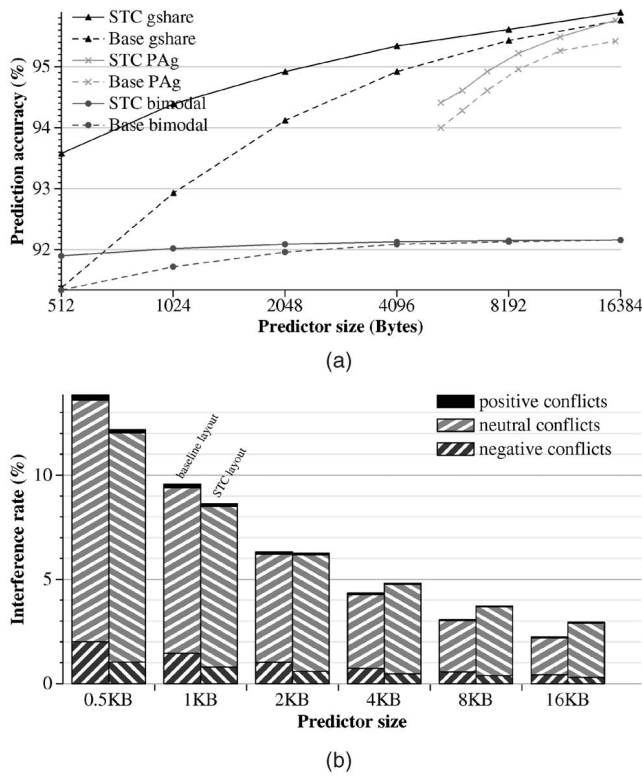 STC gshare
Base gshare
STC PAg
Base PAg
STC bimodal
Base bimodal
Prediction accuracy (%)
95
94
93
92
512 1024 2048 4096 8192 16384
Predictor size (Bytes)
(a)
positive conflicts
neutral conflicts
negative conflicts
baseline layout
STC layout
Interference rate (%)
10
5
0
0.5KB 1KB 2KB 4KB 8KB 16KB
Predictor size
(b)